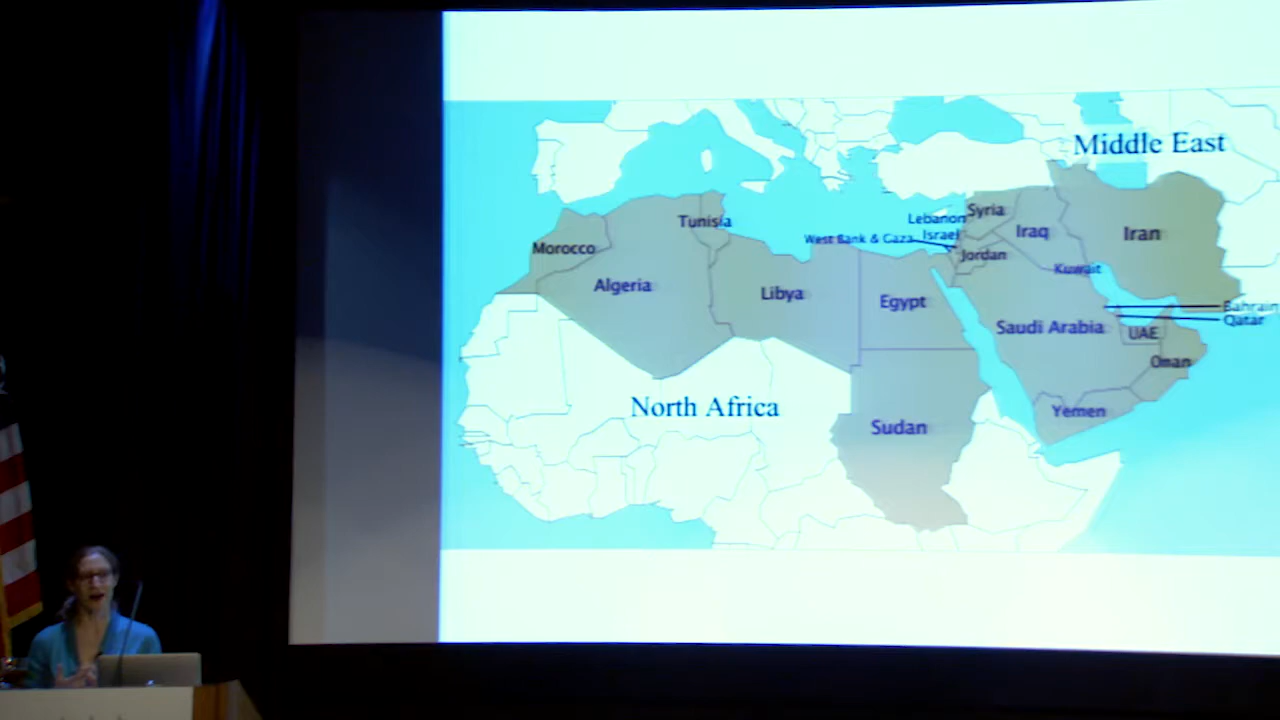 Middle East
Tunisia
Lebanon
Syria
Morocco
West Bank & Gaza
Israel
Iraq
Iran
Jordan
Kuwait
Algeria
Libya
Egypt
Saudi Arabia
Bahrain
Qatar
UAE
Oman
North Africa
Sudan
Yemen